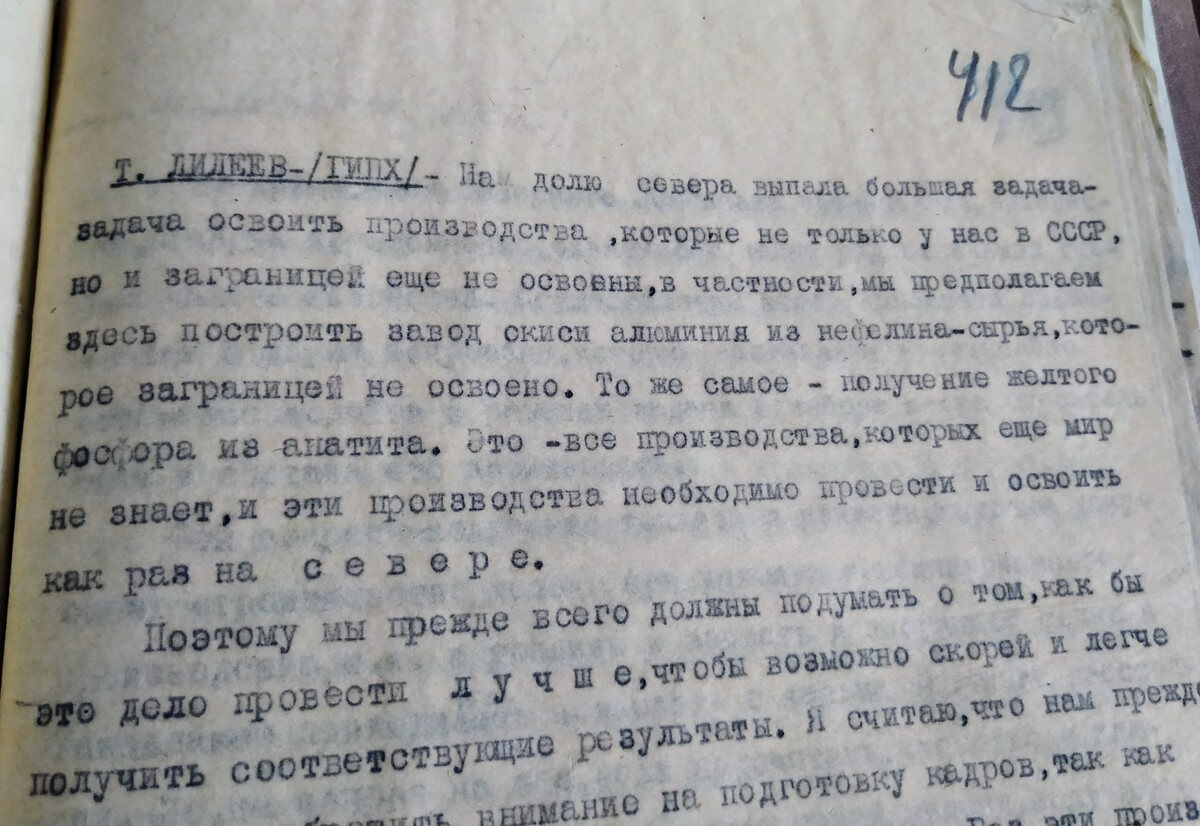 412
т. ЛИЛЕЕВ-/ГИПХ/- На долю севера выпала большая задача-
задача освоить производства ,которые не только у нас в СССР,
но и заграницей еще не освоены,в частности,мы предполагаем
здесь построить завод окиси алюминия из нефелина-сырья,кото-
рое заграницей не освоено. То же самое - получение желтого
фосфора из апатита. Это -все производства,которых еще мир
не знает,и эти производства необходимо провести и освоить
как раз на с е в е р е.
Поэтому мы прежде всего должны подумать о том,как бы
это дело провести л у ч ш е,чтобы возможно скорей и легче
получить соответствующие результаты. Я считаю,что нам прежде
внимание на подготовку кадров,так как
эти